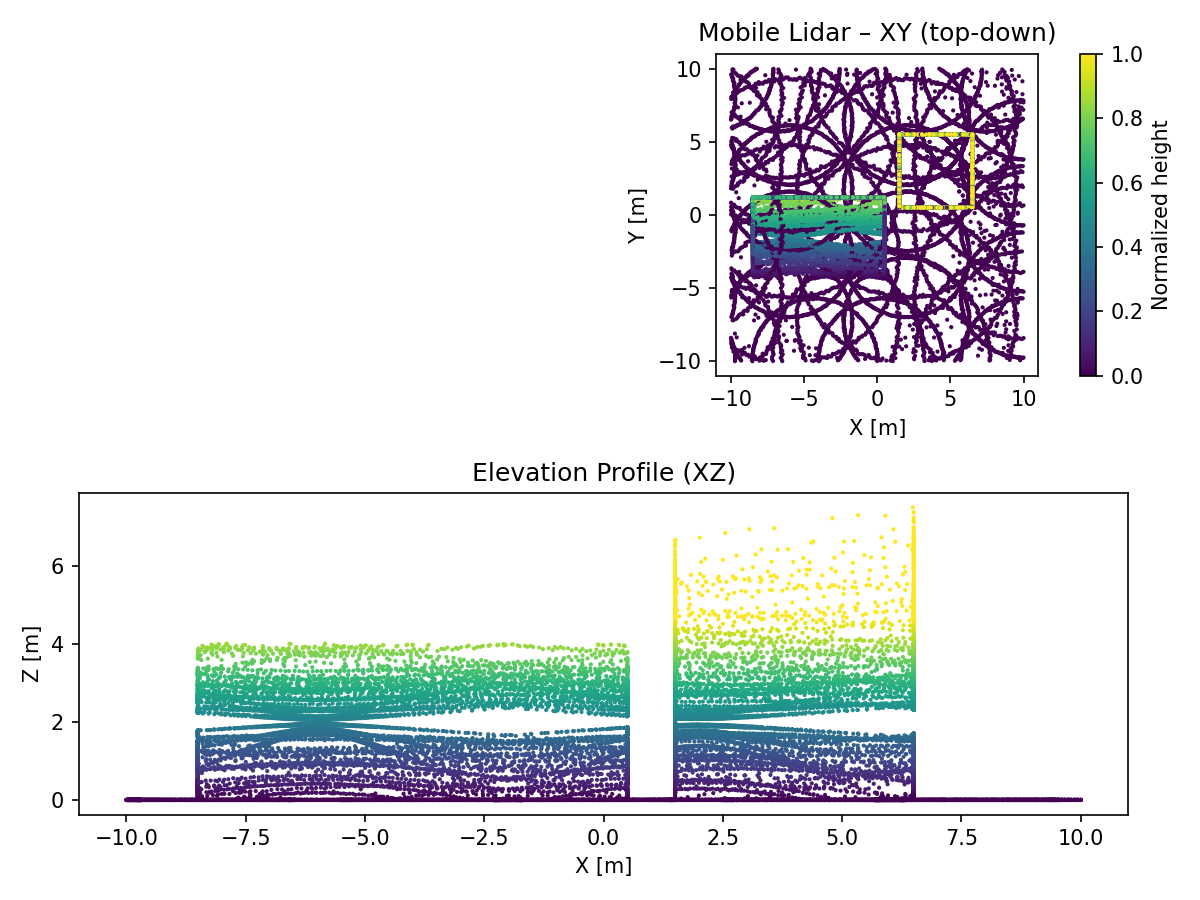 Mobile Lidar – XY (top-down)
10
5
0
−5
−10
Y [m]
−10 −5 0 5 10
X [m]
1.0
0.8
0.6
0.4
0.2
0.0
Normalized height
Elevation Profile (XZ)
6
4
2
0
Z [m]
−10.0 −7.5 −5.0 −2.5 0.0 2.5 5.0 7.5 10.0
X [m]